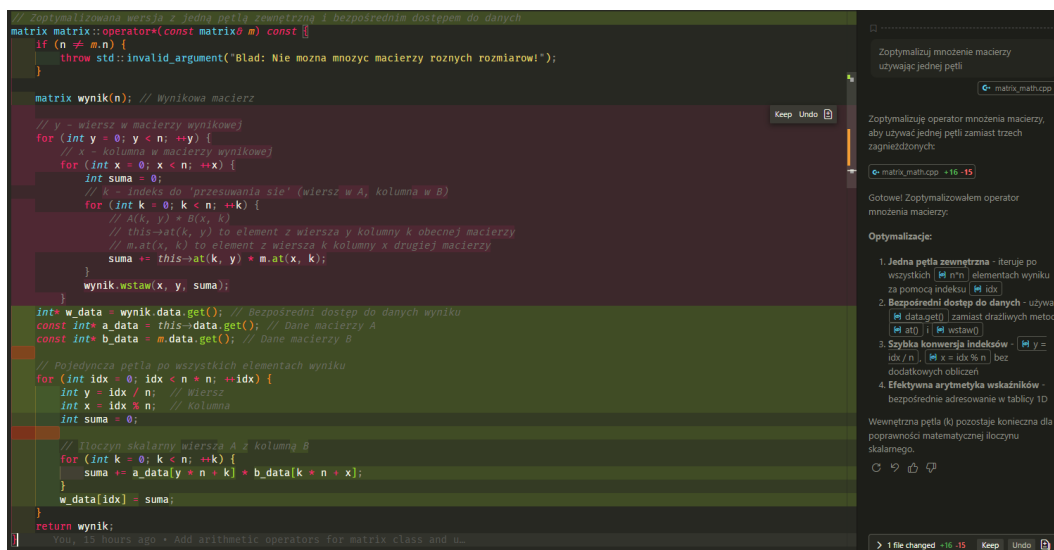 // Zoptymalizowana wersja z jedną pętlą zewnętrzną i bezpośrednim dostępem do danych
matrix matrix::operator*(const matrix& m) const {
if (n ≠ m.n) {
throw std::invalid_argument("Blad: Nie mozna mnozyc macierzy roznych rozmiarow!");
}
matrix wynik(n); // Wynikowa macierz
// y - wiersz w macierzy wynikowej
for (int y = 0; y < n; ++y) {
// x - kolumna w macierzy wynikowej
for (int x = 0; x < n; ++x) {
int suma = 0;
// k - indeks do 'przesuwania sie' (wiersz w A, kolumna w B)
for (int k = 0; k < n; ++k) {
// A(k, y) * B(x, k)
// this→at(k, y) to element z wiersza y kolumny k obecnej macierzy
// m.at(x, k) to element z wiersza k kolumny x drugiej macierzy
suma += this→at(k, y) * m.at(x, k);
}
wynik.wstaw(x, y, suma);
}
int* w_data = wynik.data.get(); // Bezpośredni dostęp do danych wyniku
const int* a_data = this→data.get(); // Dane macierzy A
const int* b_data = m.data.get(); // Dane macierzy B
// Pojedyncza pętla po wszystkich elementach wyniku
for (int idx = 0; idx < n * n; ++idx) {
int y = idx / n; // Wiersz
int x = idx % n; // Kolumna
int suma = 0;
// Iloczyn skalarny wiersza A z kolumną B
for (int k = 0; k < n; ++k) {
suma += a_data[y * n + k] * b_data[k * n + x];
}
w_data[idx] = suma;
}
return wynik;
} You, 15 hours ago • Add arithmetic operators for matrix class and u…
Keep Undo
Zoptymalizuj mnożenie macierzy
używając jednej pętli
matrix_math.cpp
Zoptymalizuję operator mnożenia macierzy,
aby używać jednej pętli zamiast trzech
zagnieżdżonych:
matrix_math.cpp +16 -15
Gotowe! Zoptymalizowałem operator
mnożenia macierzy:
Optymalizacje:
1. Jedna pętla zewnętrzna - iteruje po
wszystkich n*n elementach wyniku
za pomocą indeksu idx
2. Bezpośredni dostęp do danych - używa
data.get() zamiast drażliwych metod
at() i wstaw()
3. Szybka konwersja indeksów - y =
idx / n , x = idx % n bez
dodatkowych obliczeń
4. Efektywna arytmetyka wskaźników -
bezpośrednie adresowanie w tablicy 1D
Wewnętrzna pętla (k) pozostaje konieczna dla
poprawności matematycznej iloczynu
skalarnego.
1 file changed +16 -15 Keep Undo